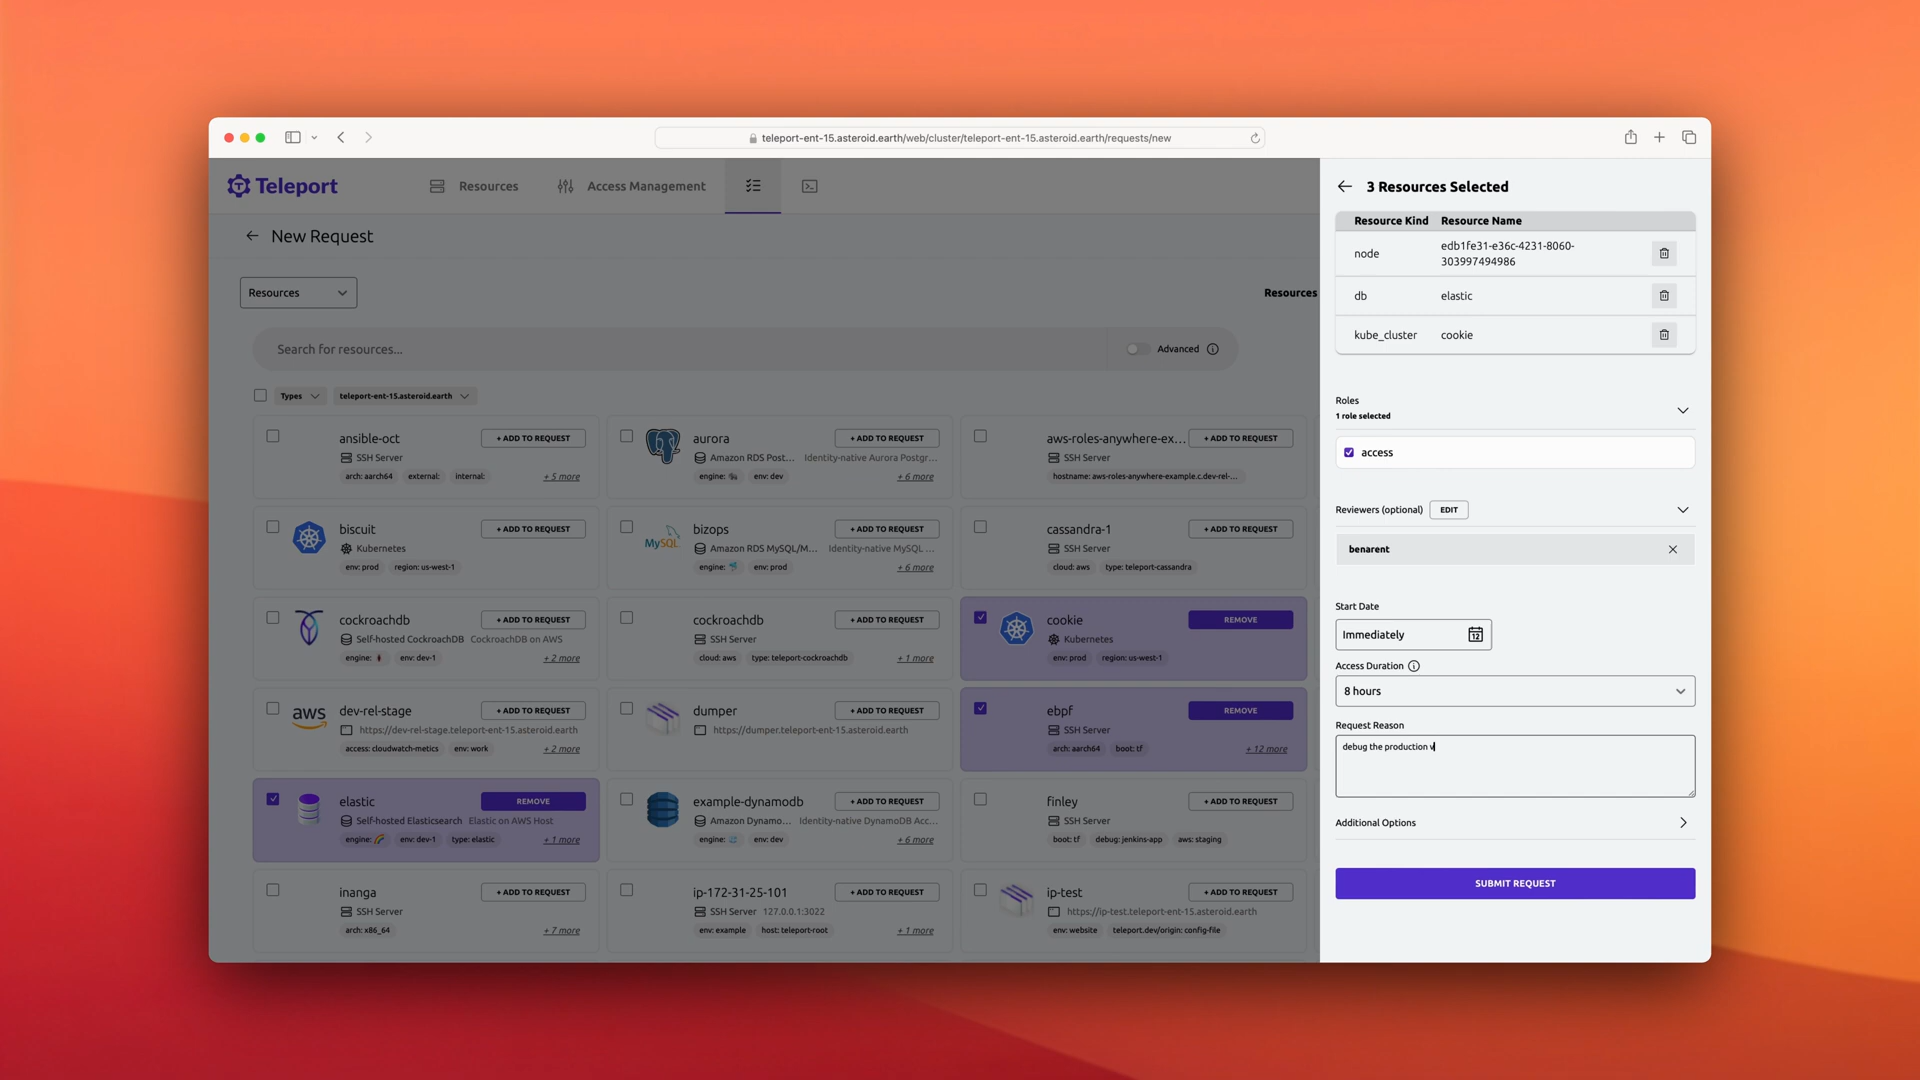 teleport-ent-15.asteroid.earth/web/cluster/teleport-ent-15.asteroid.earth/requests/new
Teleport
Resources
Access Management
New Request
Resources
Resources
Search for resources...
Advanced
Types
teleport-ent-15.asteroid.earth
ansible-oct
+ ADD TO REQUEST
SSH Server
arch: aarch64 external: internal: + 5 more
aurora
+ ADD TO REQUEST
Amazon RDS Post... Identity-native Aurora Postgr...
engine: env: dev + 6 more
aws-roles-anywhere-ex...
+ ADD TO REQUEST
SSH Server
hostname: aws-roles-anywhere-example.c.dev-rel-...
biscuit
+ ADD TO REQUEST
Kubernetes
env: prod region: us-west-1
MySQL
bizops
+ ADD TO REQUEST
Amazon RDS MySQL/M... Identity-native MySQL ...
engine: env: prod + 6 more
cassandra-1
+ ADD TO REQUEST
SSH Server
cloud: aws type: teleport-cassandra
cockroachdb
+ ADD TO REQUEST
Self-hosted CockroachDB CockroachDB on AWS
engine: env: dev-1 + 2 more
cockroachdb
+ ADD TO REQUEST
SSH Server
cloud: aws type: teleport-cockroachdb + 1 more
cookie
REMOVE
Kubernetes
env: prod region: us-west-1
aws
dev-rel-stage
+ ADD TO REQUEST
https://dev-rel-stage.teleport-ent-15.asteroid.earth
access: cloudwatch-metics env: work + 2 more
dumper
+ ADD TO REQUEST
https://dumper.teleport-ent-15.asteroid.earth
ebpf
REMOVE
SSH Server
arch: aarch64 boot: tf + 12 more
elastic
REMOVE
Self-hosted Elasticsearch Elastic on AWS Host
engine: env: dev-1 type: elastic + 1 more
example-dynamodb
+ ADD TO REQUEST
Amazon Dynamo... Identity-native DynamoDB Acc...
engine: env: dev + 6 more
finley
+ ADD TO REQUEST
SSH Server
boot: tf debug: jenkins-app aws: staging
inanga
+ ADD TO REQUEST
SSH Server
arch: x86_64 + 7 more
ip-172-31-25-101
+ ADD TO REQUEST
SSH Server 127.0.0.1:3022
env: example host: teleport-root + 1 more
ip-test
+ ADD TO REQUEST
https://ip-test.teleport-ent-15.asteroid.earth
env: website teleport.dev/origin: config-file
3 Resources Selected
Resource Kind Resource Name
node edb1fe31-e36c-4231-8060-
303997494986
db elastic
kube_cluster cookie
Roles
1 role selected
access
Reviewers (optional) EDIT
benarent
Start Date
Immediately 12
Access Duration
8 hours
Request Reason
debug the production v
Additional Options
SUBMIT REQUEST